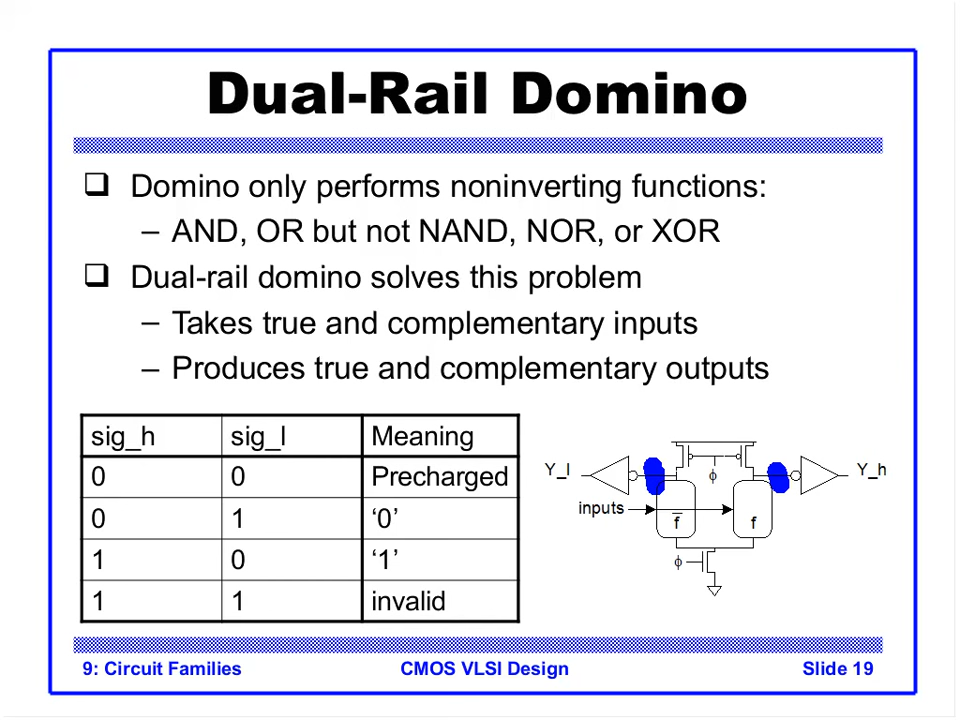 Dual-Rail Domino
❑ Domino only performs noninverting functions:
– AND, OR but not NAND, NOR, or XOR
❑ Dual-rail domino solves this problem
– Takes true and complementary inputs
– Produces true and complementary outputs
sig_h sig_l Meaning
0 0 Precharged
0 1 ‘0’
1 0 ‘1’
1 1 invalid
Y_l ϕ Y_h
inputs
f̅ f
ϕ
9: Circuit Families CMOS VLSI Design Slide 19